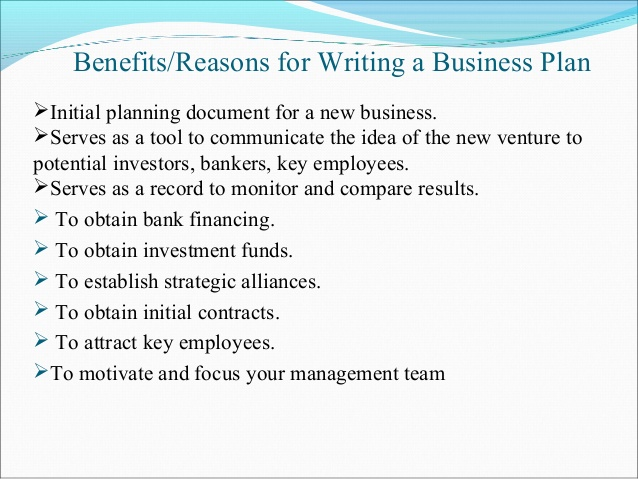 Benefits/Reasons for Writing a Business Plan
➢Initial planning document for a new business.
➢Serves as a tool to communicate the idea of the new venture to
potential investors, bankers, key employees.
➢Serves as a record to monitor and compare results.
➢ To obtain bank financing.
➢ To obtain investment funds.
➢ To establish strategic alliances.
➢ To obtain initial contracts.
➢ To attract key employees.
➢To motivate and focus your management team